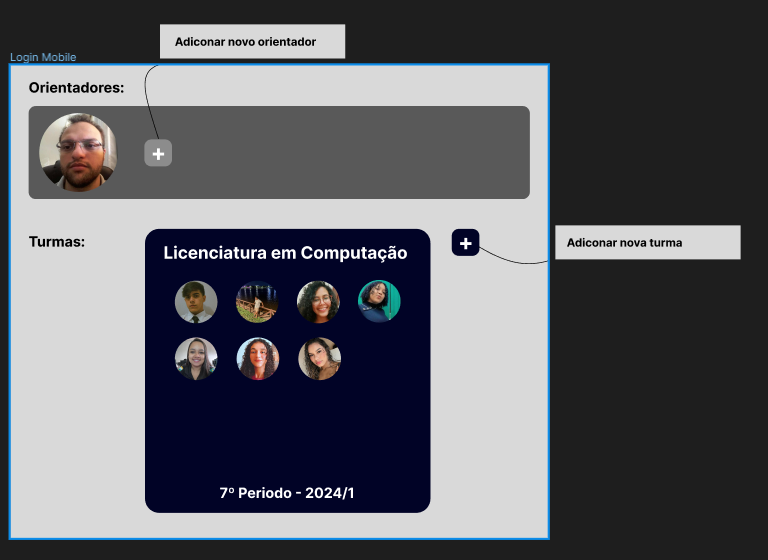 Adiconar novo orientador
Login Mobile
Orientadores:
+
Turmas:
Licenciatura em Computação
+
Adiconar nova turma
7º Periodo - 2024/1